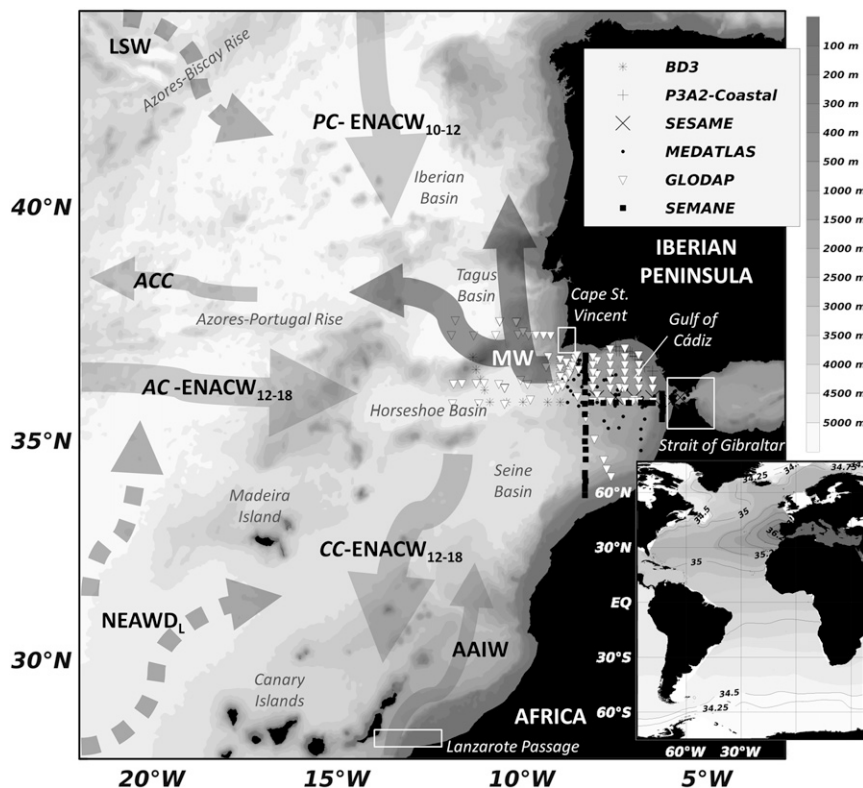 LSW
Azores-Biscay Rise
PC- ENACW10-12
Iberian
Basin
BD3
P3A2-Coastal
SESAME
MEDATLAS
GLODAP
SEMANE
100 m
200 m
300 m
400 m
500 m
1000 m
1500 m
2000 m
2500 m
3000 m
3500 m
4000 m
4500 m
5000 m
40°N
35°N
30°N
IBERIAN
PENINSULA
ACC
Tagus
Basin
Cape St.
Vincent
Azores-Portugal Rise
Gulf of
Cádiz
MW
AC -ENACW12-18
Horseshoe Basin
Strait of Gibraltar
Seine
Basin
Madeira
Island
CC-ENACW12-18
NEAWDL
AAIW
Canary
Islands
AFRICA
Lanzarote Passage
20°W
15°W
10°W
5°W
60°N
30°N
EQ
30°S
60°S
60°W 30°W
34.25
34.5
35
35
34.5
34.25